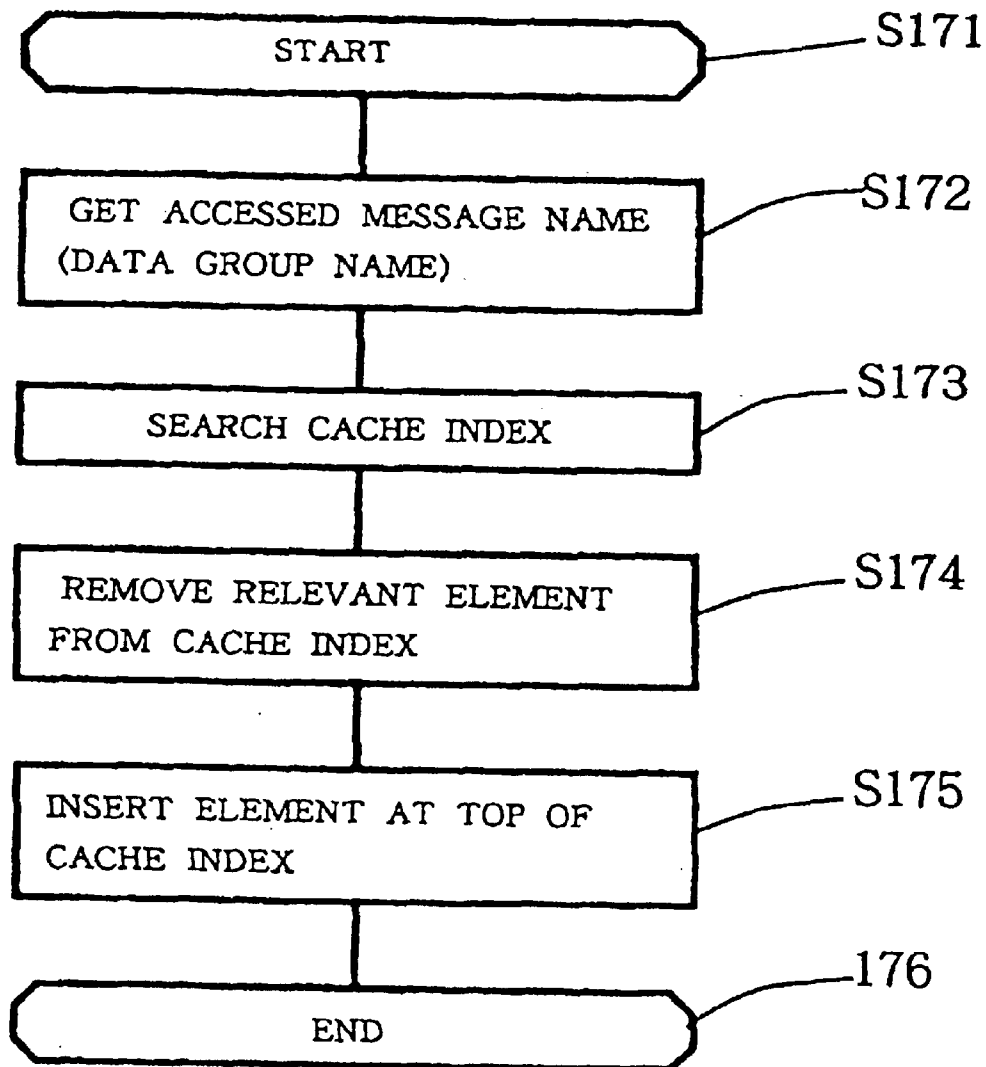 START
S171
GET ACCESSED MESSAGE NAME
(DATA GROUP NAME)
S172
SEARCH CACHE INDEX
S173
REMOVE RELEVANT ELEMENT
FROM CACHE INDEX
S174
INSERT ELEMENT AT TOP OF
CACHE INDEX
S175
END
176